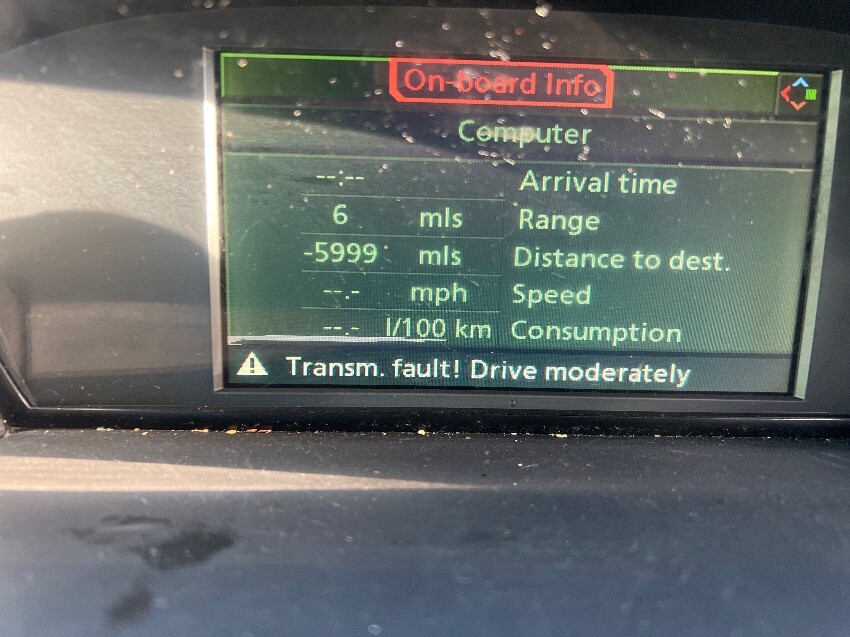 On-board Info
Computer
--:-- Arrival time
6 mls Range
-5999 mls Distance to dest.
--.- mph Speed
--.- l/100 km Consumption
Transm. fault! Drive moderately